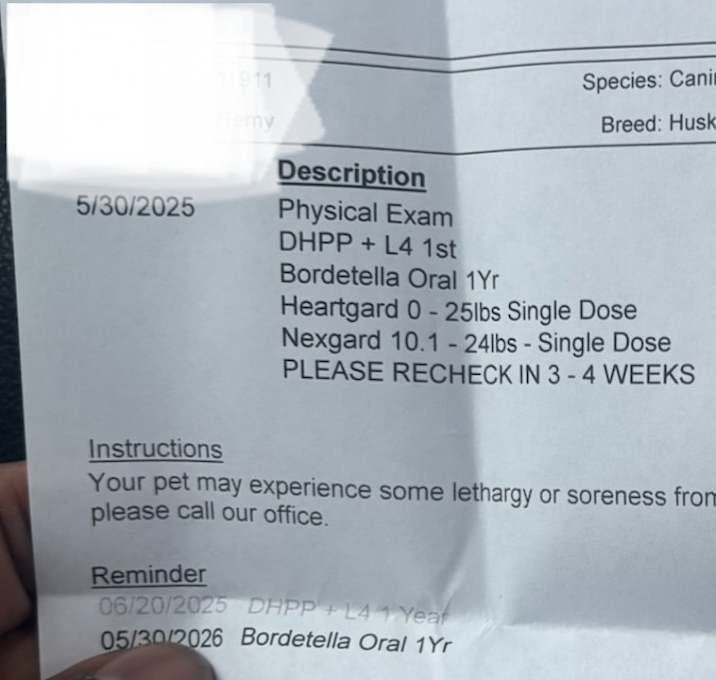 1911
Species: Canin
Breed: Husk
Description
5/30/2025 Physical Exam
DHPP + L4 1st
Bordetella Oral 1Yr
Heartgard 0 - 25lbs Single Dose
Nexgard 10.1 - 24lbs - Single Dose
PLEASE RECHECK IN 3 - 4 WEEKS
Instructions
Your pet may experience some lethargy or soreness from
please call our office.
Reminder
06/20/2025 DHPP + L4 1 Year
05/30/2026 Bordetella Oral 1Yr